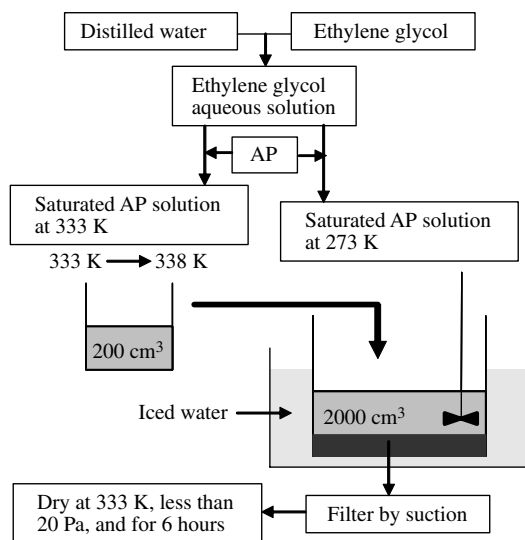 Distilled water
Ethylene glycol
Ethylene glycol
aqueous solution
AP
Saturated AP solution
at 333 K
Saturated AP solution
at 273 K
333 K 338 K
200 cm³
Iced water
2000 cm³
Dry at 333 K, less than
20 Pa, and for 6 hours
Filter by suction